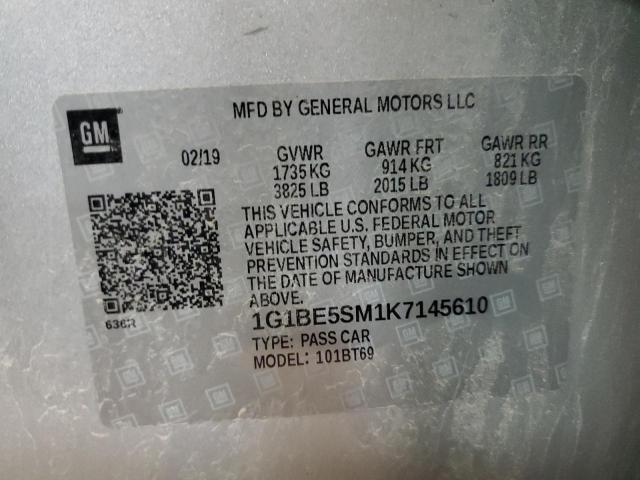 MFD BY GENERAL MOTORS LLC
GM
02/19
GVWR GAWR FRT GAWR RR
1735 KG 914 KG 821 KG
3825 LB 2015 LB 1809 LB
THIS VEHICLE CONFORMS TO ALL
APPLICABLE U.S. FEDERAL MOTOR
VEHICLE SAFETY, BUMPER, AND THEFT
PREVENTION STANDARDS IN EFFECT ON
THE DATE OF MANUFACTURE SHOWN
ABOVE.
636R
1G1BE5SM1K7145610
TYPE: PASS CAR
MODEL: 101BT69